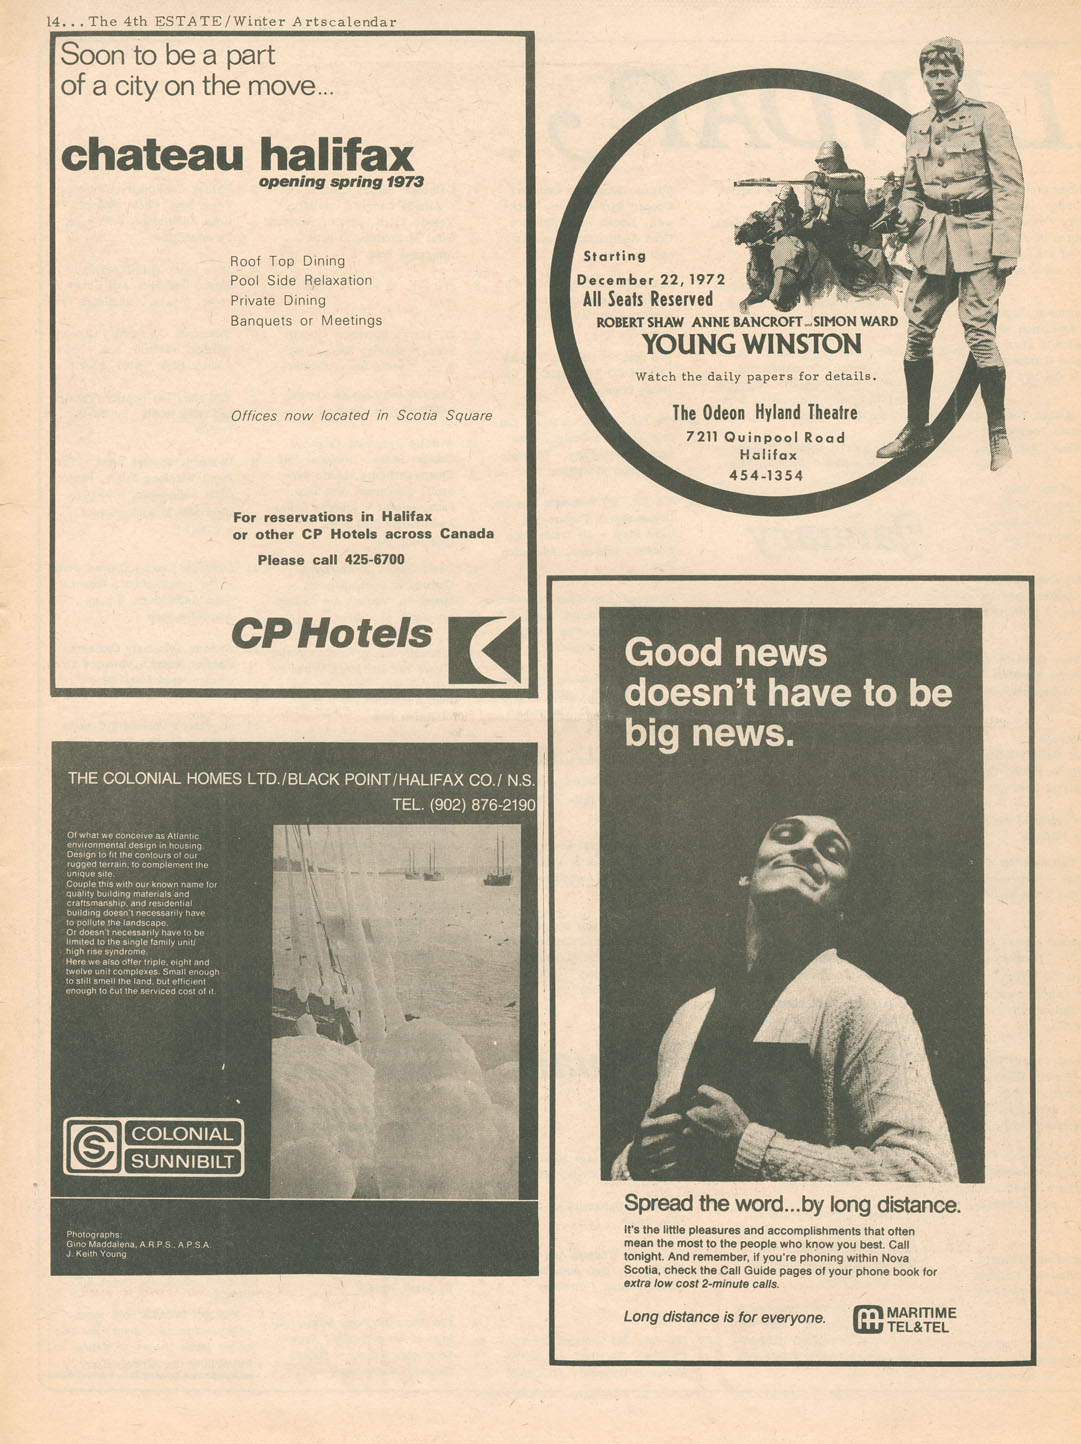 14...The 4th ESTATE/Winter Artscalendar
Soon to be a part
of a city on the move...
chateau halifax
opening spring 1973
Roof Top Dining
Pool Side Relaxation
Private Dining
Banquets or Meetings
Offices now located in Scotia Square
For reservations in Halifax
or other CP Hotels across Canada
Please call 425-6700
CP Hotels
Starting
December 22, 1972
All Seats Reserved
ROBERT SHAW ANNE BANCROFT SIMON WARD
YOUNG WINSTON
Watch the daily papers for details.
The Odeon Hyland Theatre
7211 Quinpool Road
Halifax
454-1354
THE COLONIAL HOMES LTD./BLACK POINT/HALIFAX CO./ N.S.
TEL. (902) 876-2190
Of what we conceive as Atlantic
environmental design in housing.
Design to fit the contours of our
rugged terrain, to complement the
unique site.
Couple this with our known name for
quality building materials and
craftsmanship, and residential
building doesn't necessarily have
to pollute the landscape.
Or doesn't necessarily have to be
limited to the single family unit/
high rise syndrome.
Here we also offer triple, eight and
twelve unit complexes. Small enough
to still smell the land, but efficient
enough to cut the serviced cost of it.
COLONIAL
SUNNIBILT
Photographs:
Gino Maddalena, A.R.P.S., A.P.S.A.
J. Keith Young
Good news
doesn't have to be
big news.
Spread the word...by long distance.
It's the little pleasures and accomplishments that often
mean the most to the people who know you best. Call
tonight. And remember, if you're phoning within Nova
Scotia, check the Call Guide pages of your phone book for
extra low cost 2-minute calls.
Long distance is for everyone.
MARITIME
TEL&TEL